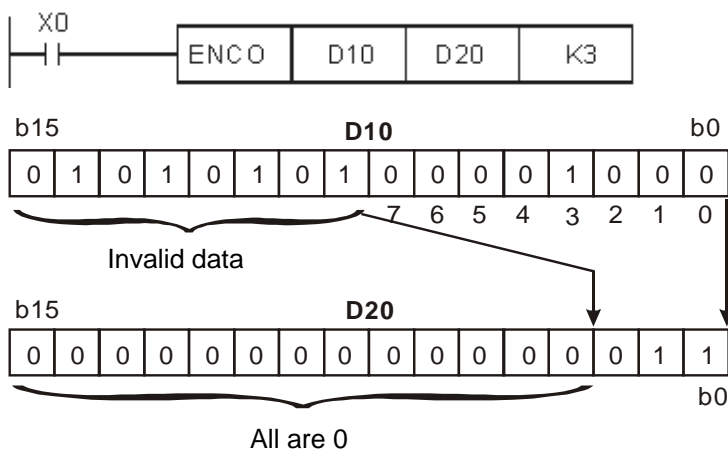 X0
ENCO D10 D20 K3
b15 D10 b0
0 1 0 1 0 1 0 1 0 0 0 0 1 0 0 0
7 6 5 4 3 2 1 0
Invalid data
b15 D20
0 0 0 0 0 0 0 0 0 0 0 0 0 0 1 1
b0
All are 0